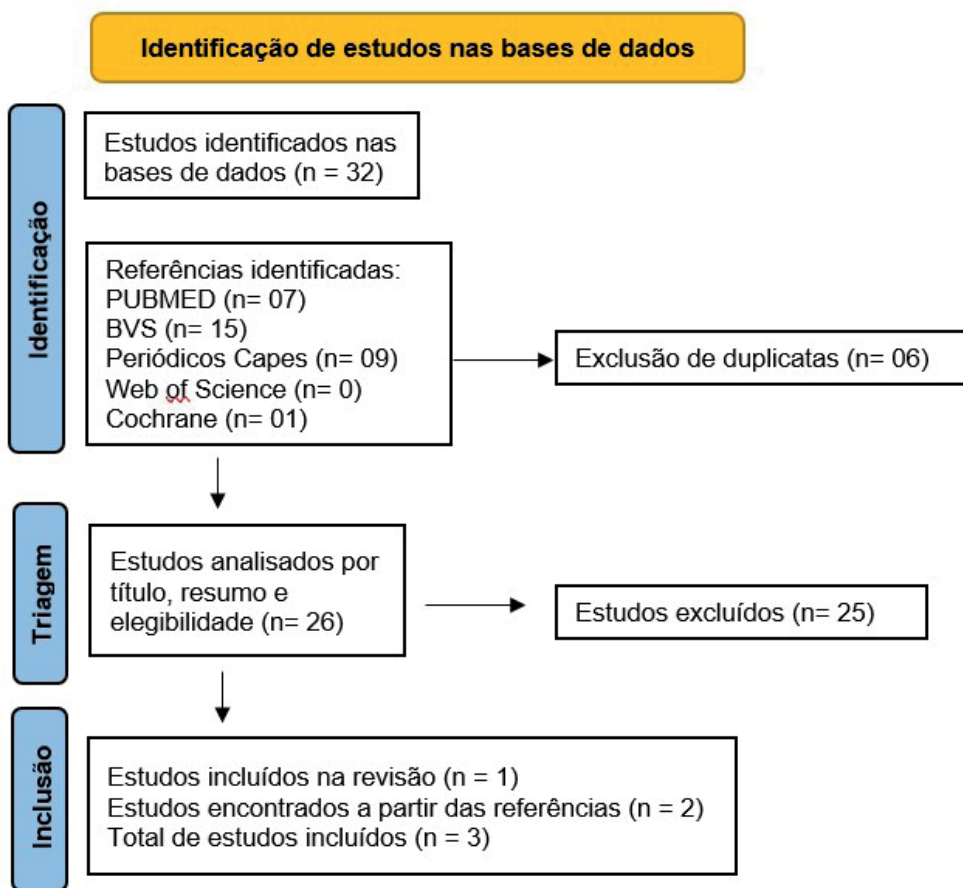 Identificação de estudos nas bases de dados
Identificação
Estudos identificados nas
bases de dados (n = 32)
Referências identificadas:
PUBMED (n= 07)
BVS (n= 15)
Periódicos Capes (n= 09)
Web of Science (n= 0)
Cochrane (n= 01)
Exclusão de duplicatas (n= 06)
Triagem
Estudos analisados por
título, resumo e
elegibilidade (n= 26)
Estudos excluídos (n= 25)
Inclusão
Estudos incluídos na revisão (n = 1)
Estudos encontrados a partir das referências (n = 2)
Total de estudos incluídos (n = 3)